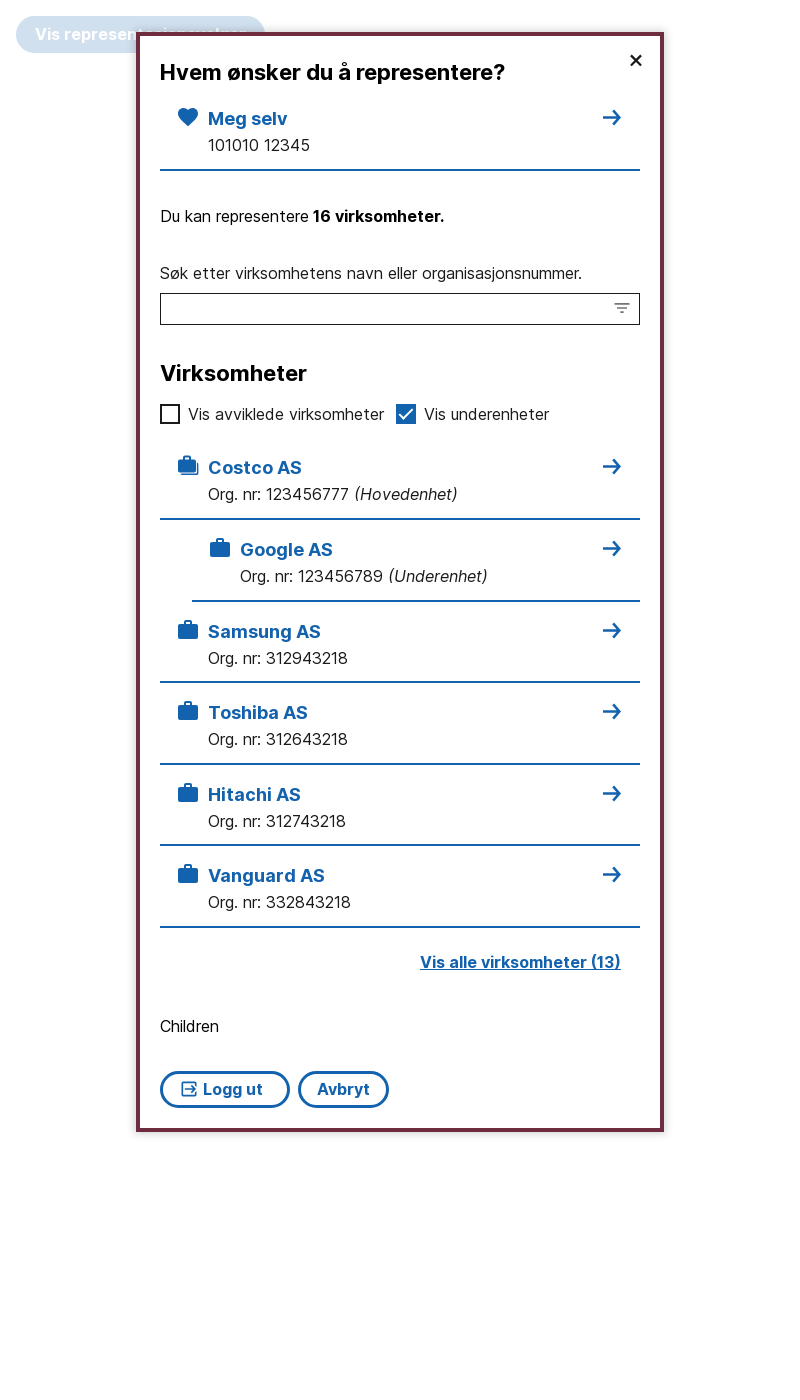 Vis represen
Hvem ønsker du å representere?
Meg selv
101010 12345
Du kan representere 16 virksomheter.
Søk etter virksomhetens navn eller organisasjonsnummer.
Virksomheter
Vis avviklede virksomheter Vis underenheter
Costco AS
Org. nr: 123456777 (Hovedenhet)
Google AS
Org. nr: 123456789 (Underenhet)
Samsung AS
Org. nr: 312943218
Toshiba AS
Org. nr: 312643218
Hitachi AS
Org. nr: 312743218
Vanguard AS
Org. nr: 332843218
Vis alle virksomheter (13)
Children
Logg ut Avbryt